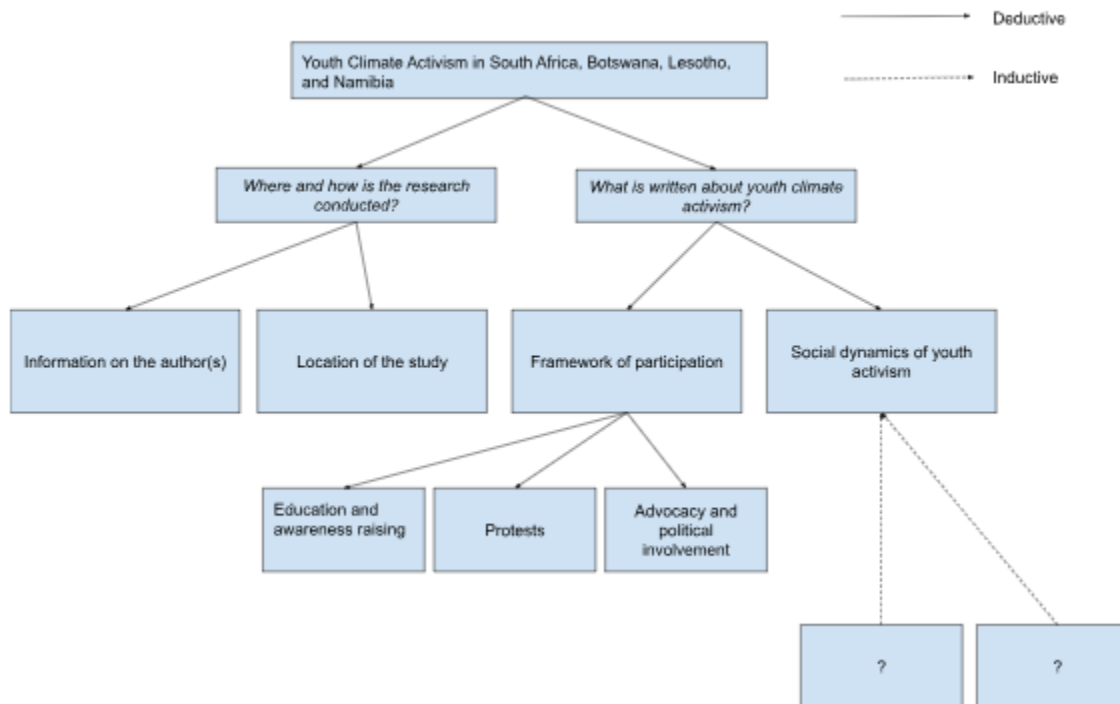 Deductive
Inductive
Youth Climate Activism in South Africa, Botswana, Lesotho,
and Namibia
Where and how is the research
conducted?
What is written about youth climate
activism?
Information on the author(s)
Location of the study
Framework of participation
Social dynamics of youth
activism
Education and
awareness raising
Protests
Advocacy and
political
involvement
?
?